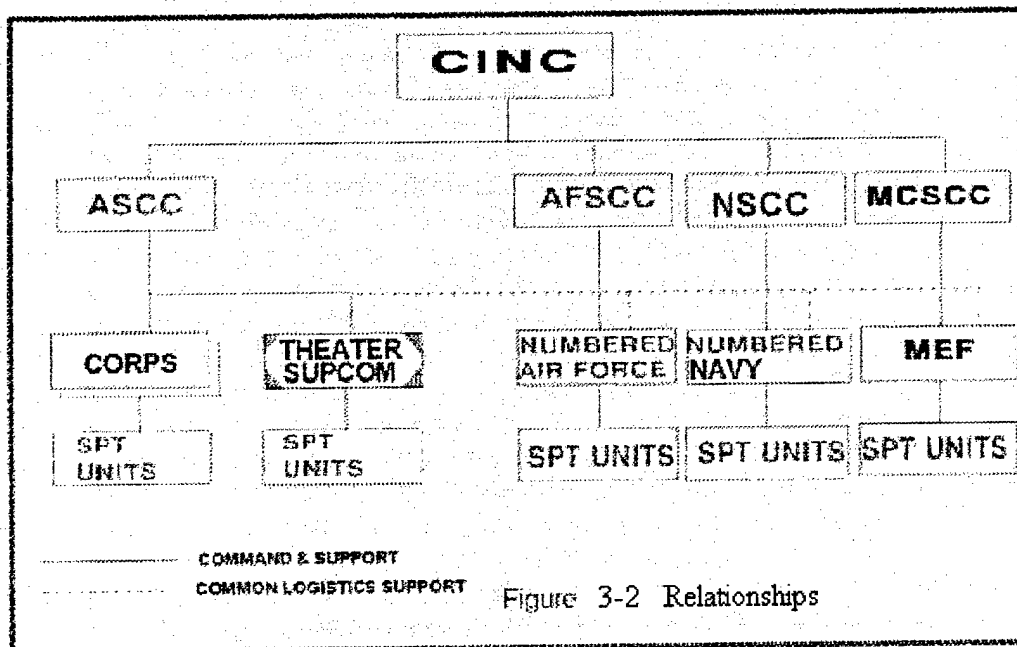 CINC
ASCC
AFSCC
NSCC
MCSCC
CORPS
THEATER
SUPCOM
NUMBERED
AIR FORCE
NUMBERED
NAVY
MEF
SPT
UNITS
SPT
UNITS
SPT UNITS
SPT UNITS
SPT UNITS
COMMAND & SUPPORT
COMMON LOGISTICS SUPPORT
Figure 3-2 Relationships